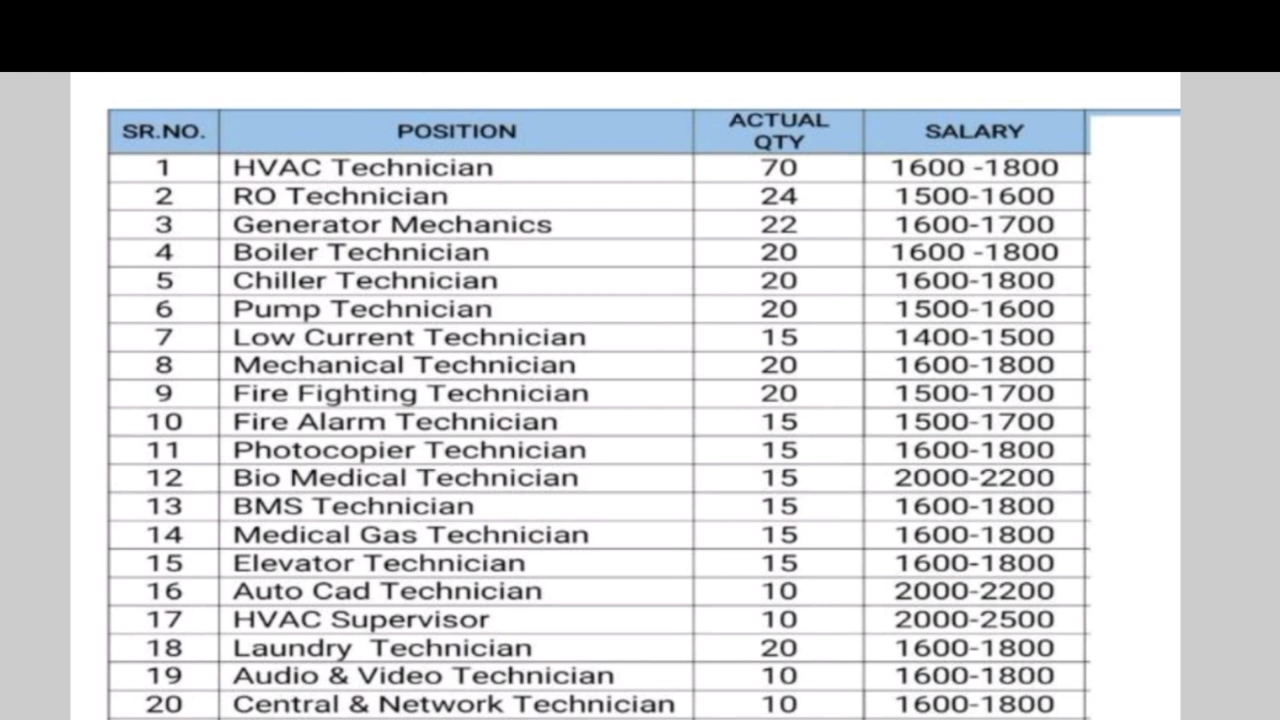 SR.NO. POSITION ACTUAL QTY SALARY
1 HVAC Technician 70 1600 -1800
2 RO Technician 24 1500-1600
3 Generator Mechanics 22 1600-1700
4 Boiler Technician 20 1600 -1800
5 Chiller Technician 20 1600-1800
6 Pump Technician 20 1500-1600
7 Low Current Technician 15 1400-1500
8 Mechanical Technician 20 1600-1800
9 Fire Fighting Technician 20 1500-1700
10 Fire Alarm Technician 15 1500-1700
11 Photocopier Technician 15 1600-1800
12 Bio Medical Technician 15 2000-2200
13 BMS Technician 15 1600-1800
14 Medical Gas Technician 15 1600-1800
15 Elevator Technician 15 1600-1800
16 Auto Cad Technician 10 2000-2200
17 HVAC Supervisor 10 2000-2500
18 Laundry Technician 20 1600-1800
19 Audio & Video Technician 10 1600-1800
20 Central & Network Technician 10 1600-1800